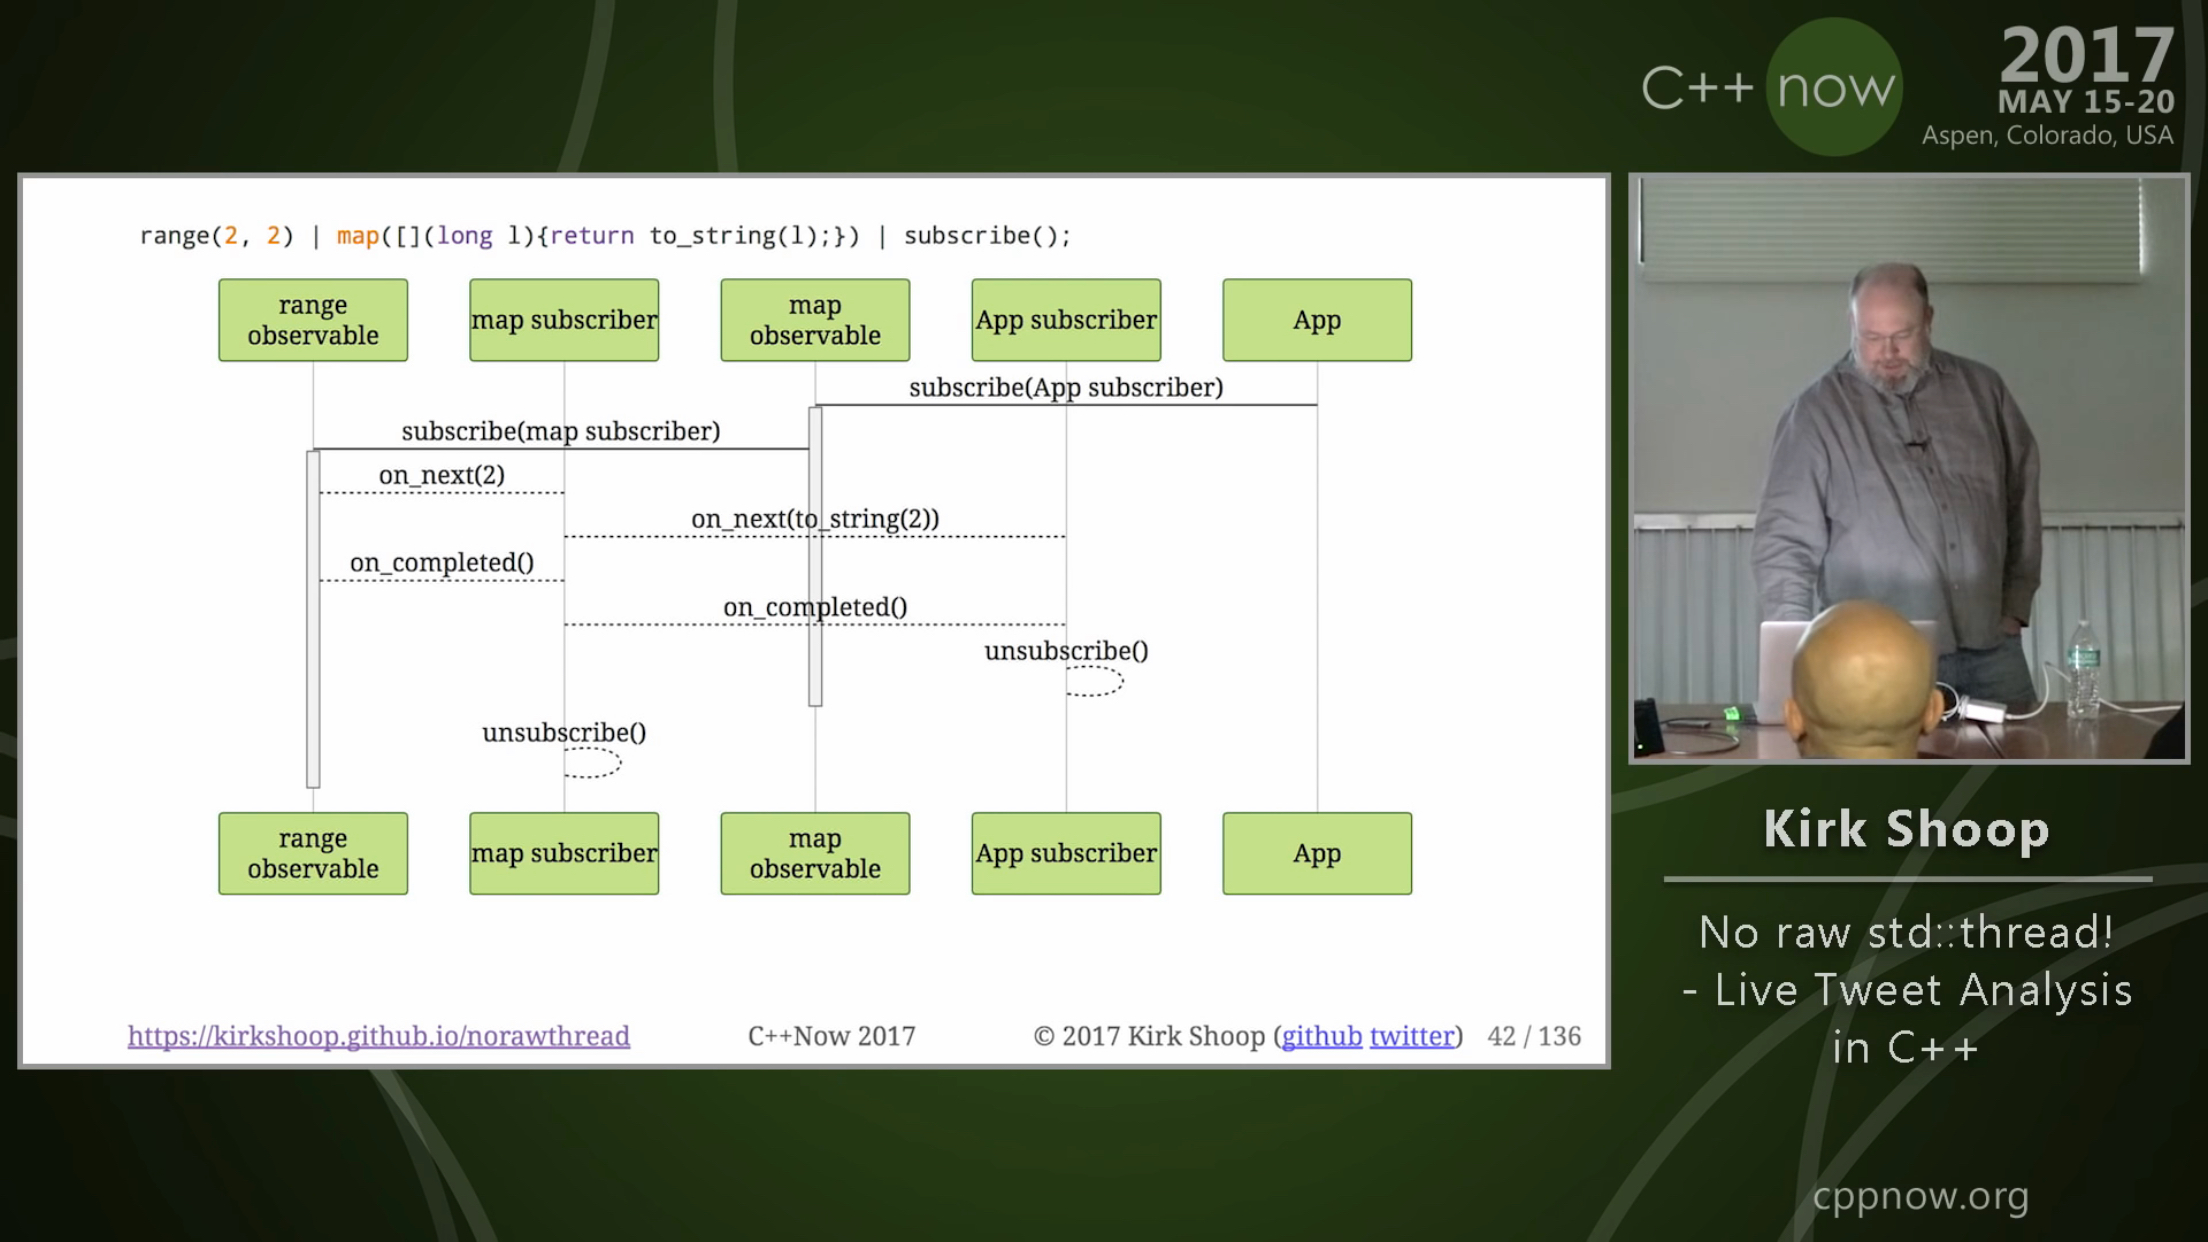 C++ now
2017
MAY 15-20
Aspen, Colorado, USA
range(2, 2) | map([](long l){return to_string(l);}) | subscribe();
range
observable
map subscriber
map
observable
App subscriber
App
subscribe(App subscriber)
subscribe(map subscriber)
on_next(2)
on_next(to_string(2))
on_completed()
on_completed()
unsubscribe()
unsubscribe()
range
observable
map subscriber
map
observable
App subscriber
App
https://kirkshoop.github.io/norawthread
C++Now 2017
© 2017 Kirk Shoop (github twitter)
42 / 136
Kirk Shoop
No raw std::thread!
- Live Tweet Analysis
in C++
cppnow.org